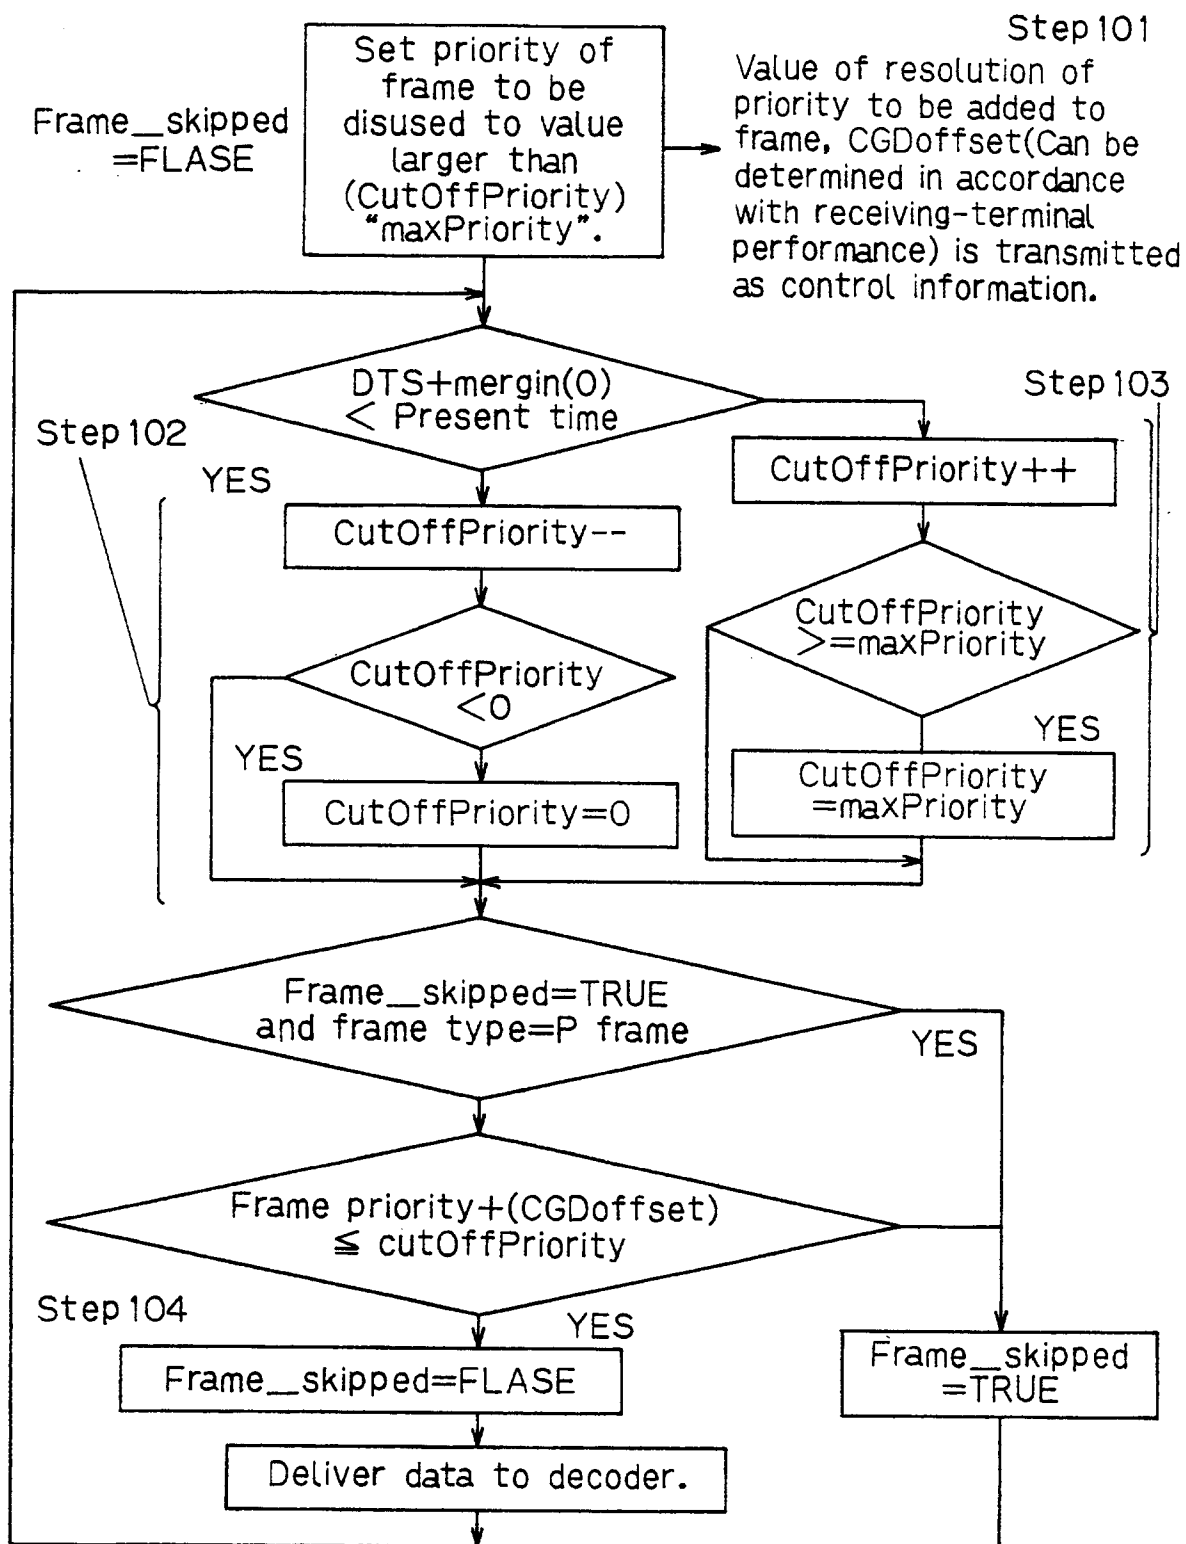 Step 101
Set priority of
frame to be
disused to value
larger than
(CutOffPriority)
“maxPriority”.
Frame__skipped
=FLASE
Value of resolution of
priority to be added to
frame, CGDoffset(Can be
determined in accordance
with receiving-terminal
performance) is transmitted
as control information.
DTS+mergin(0)
< Present time
Step 103
Step 102
YES
CutOffPriority++
CutOffPriority--
CutOffPriority
>=maxPriority
CutOffPriority
<0
YES
YES
CutOffPriority
=maxPriority
CutOffPriority=0
Frame__skipped=TRUE
and frame type=P frame
YES
Frame priority+(CGDoffset)
≦ cutOffPriority
Step 104
YES
Frame__skipped=FLASE
Frame__skipped
=TRUE
Deliver data to decoder.